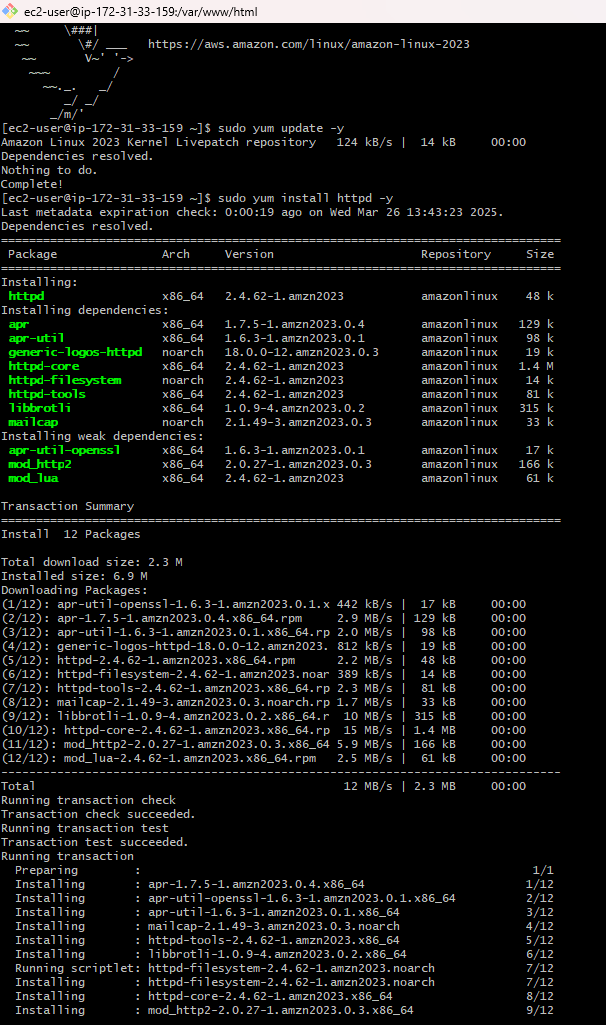 ec2-user@ip-172-31-33-159:/var/www/html
~~     \###|
~~       \#/ ___   https://aws.amazon.com/linux/amazon-linux-2023
~~       V~' '->
~~~         /
~~._.   _/
_/ _/
_/m/'
[ec2-user@ip-172-31-33-159 ~]$ sudo yum update -y
Amazon Linux 2023 Kernel Livepatch repository   124 kB/s |  14 kB     00:00
Dependencies resolved.
Nothing to do.
Complete!
[ec2-user@ip-172-31-33-159 ~]$ sudo yum install httpd -y
Last metadata expiration check: 0:00:19 ago on Wed Mar 26 13:43:23 2025.
Dependencies resolved.
================================================================================
Package               Arch     Version                     Repository     Size
================================================================================
Installing:
httpd                 x86_64   2.4.62-1.amzn2023           amazonlinux    48 k
Installing dependencies:
apr                   x86_64   1.7.5-1.amzn2023.0.4        amazonlinux   129 k
apr-util              x86_64   1.6.3-1.amzn2023.0.1        amazonlinux    98 k
generic-logos-httpd   noarch   18.0.0-12.amzn2023.0.3      amazonlinux    19 k
httpd-core            x86_64   2.4.62-1.amzn2023           amazonlinux   1.4 M
httpd-filesystem      noarch   2.4.62-1.amzn2023           amazonlinux    14 k
httpd-tools           x86_64   2.4.62-1.amzn2023           amazonlinux    81 k
libbrotli             x86_64   1.0.9-4.amzn2023.0.2        amazonlinux   315 k
mailcap               noarch   2.1.49-3.amzn2023.0.3       amazonlinux    33 k
Installing weak dependencies:
apr-util-openssl      x86_64   1.6.3-1.amzn2023.0.1        amazonlinux    17 k
mod_http2             x86_64   2.0.27-1.amzn2023.0.3       amazonlinux   166 k
mod_lua               x86_64   2.4.62-1.amzn2023           amazonlinux    61 k
Transaction Summary
================================================================================
Install  12 Packages
Total download size: 2.3 M
Installed size: 6.9 M
Downloading Packages:
(1/12): apr-util-openssl-1.6.3-1.amzn2023.0.1.x 442 kB/s |  17 kB     00:00
(2/12): apr-1.7.5-1.amzn2023.0.4.x86_64.rpm     2.9 MB/s | 129 kB     00:00
(3/12): apr-util-1.6.3-1.amzn2023.0.1.x86_64.rp 2.0 MB/s |  98 kB     00:00
(4/12): generic-logos-httpd-18.0.0-12.amzn2023. 812 kB/s |  19 kB     00:00
(5/12): httpd-2.4.62-1.amzn2023.x86_64.rpm      2.2 MB/s |  48 kB     00:00
(6/12): httpd-filesystem-2.4.62-1.amzn2023.noar 389 kB/s |  14 kB     00:00
(7/12): httpd-tools-2.4.62-1.amzn2023.x86_64.rp 2.3 MB/s |  81 kB     00:00
(8/12): mailcap-2.1.49-3.amzn2023.0.3.noarch.rp 1.7 MB/s |  33 kB     00:00
(9/12): libbrotli-1.0.9-4.amzn2023.0.2.x86_64.r  10 MB/s | 315 kB     00:00
(10/12): httpd-core-2.4.62-1.amzn2023.x86_64.rp  15 MB/s | 1.4 MB     00:00
(11/12): mod_http2-2.0.27-1.amzn2023.0.3.x86_64 5.9 MB/s | 166 kB     00:00
(12/12): mod_lua-2.4.62-1.amzn2023.x86_64.rpm   2.5 MB/s |  61 kB     00:00
--------------------------------------------------------------------------------
Total                                            12 MB/s | 2.3 MB     00:00
Running transaction check
Transaction check succeeded.
Running transaction test
Transaction test succeeded.
Running transaction
Preparing        :                                                        1/1
Installing       : apr-1.7.5-1.amzn2023.0.4.x86_64                       1/12
Installing       : apr-util-openssl-1.6.3-1.amzn2023.0.1.x86_64          2/12
Installing       : apr-util-1.6.3-1.amzn2023.0.1.x86_64                  3/12
Installing       : mailcap-2.1.49-3.amzn2023.0.3.noarch                  4/12
Installing       : httpd-tools-2.4.62-1.amzn2023.x86_64                  5/12
Installing       : libbrotli-1.0.9-4.amzn2023.0.2.x86_64                 6/12
Running scriptlet: httpd-filesystem-2.4.62-1.amzn2023.noarch             7/12
Installing       : httpd-filesystem-2.4.62-1.amzn2023.noarch             7/12
Installing       : httpd-core-2.4.62-1.amzn2023.x86_64                   8/12
Installing       : mod_http2-2.0.27-1.amzn2023.0.3.x86_64                9/12